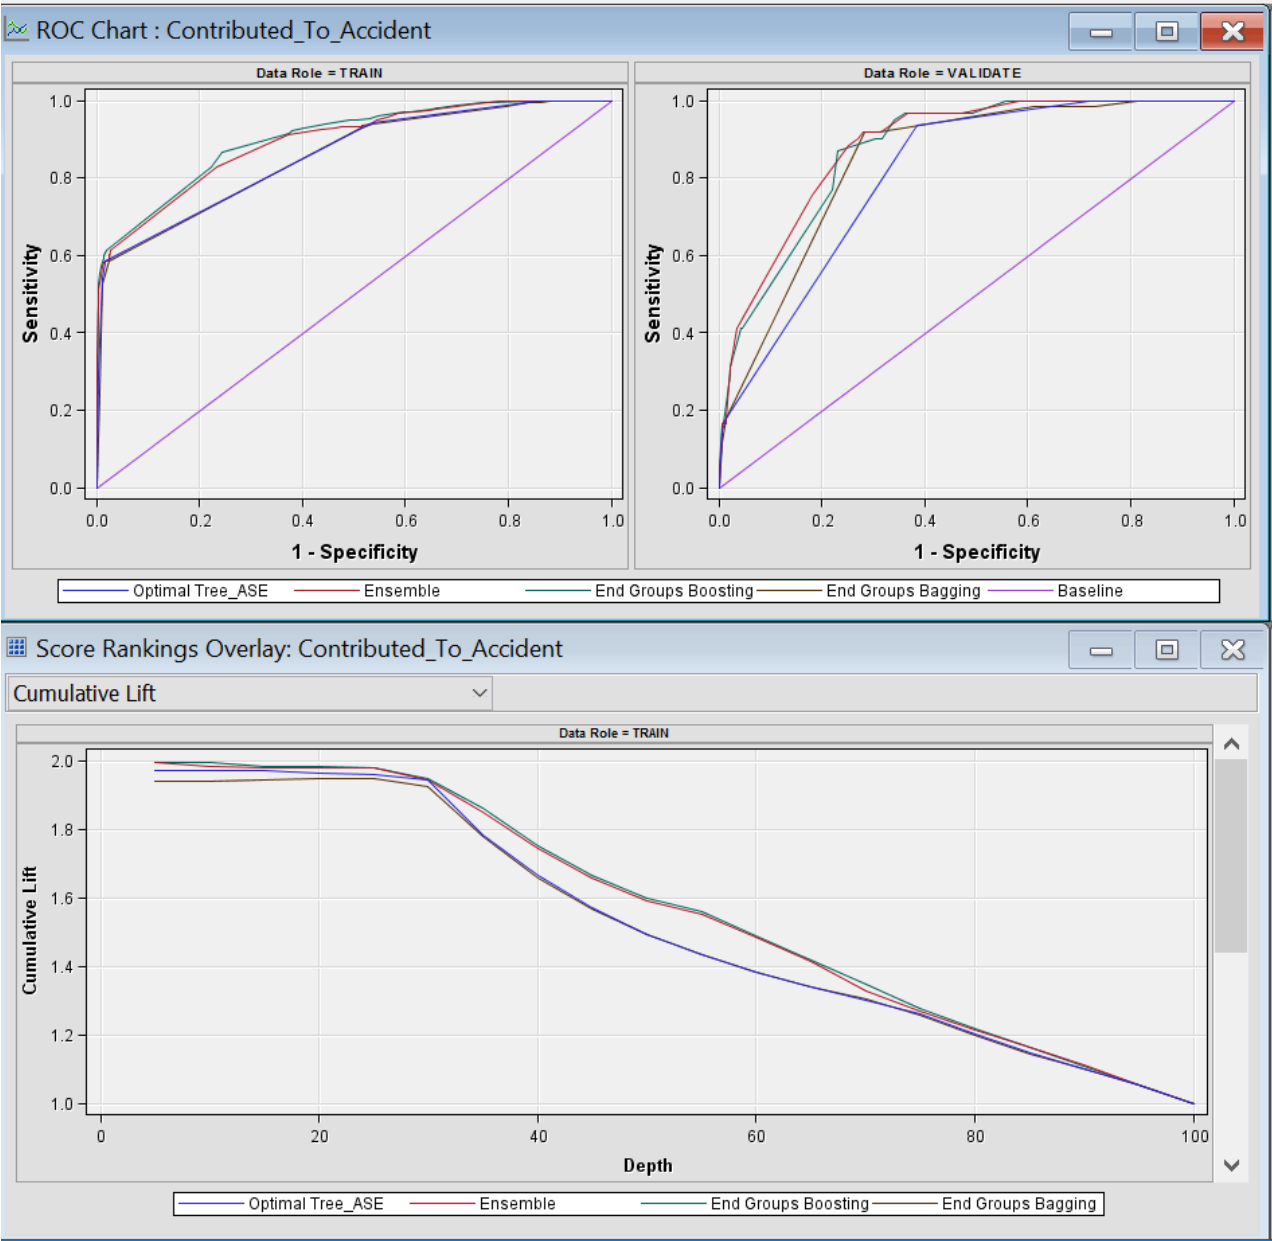 ROC Chart : Contributed_To_Accident
Data Role = TRAIN
Data Role = VALIDATE
1.0
0.8
0.6
0.4
0.2
0.0
Sensitivity
0.0 0.2 0.4 0.6 0.8 1.0
1 - Specificity
1.0
0.8
0.6
0.4
0.2
0.0
Sensitivity
0.0 0.2 0.4 0.6 0.8 1.0
1 - Specificity
Optimal Tree_ASE Ensemble End Groups Boosting End Groups Bagging Baseline
Score Rankings Overlay: Contributed_To_Accident
Cumulative Lift
Data Role = TRAIN
2.0
1.8
1.6
1.4
1.2
1.0
Cumulative Lift
0 20 40 60 80 100
Depth
Optimal Tree_ASE Ensemble End Groups Boosting End Groups Bagging